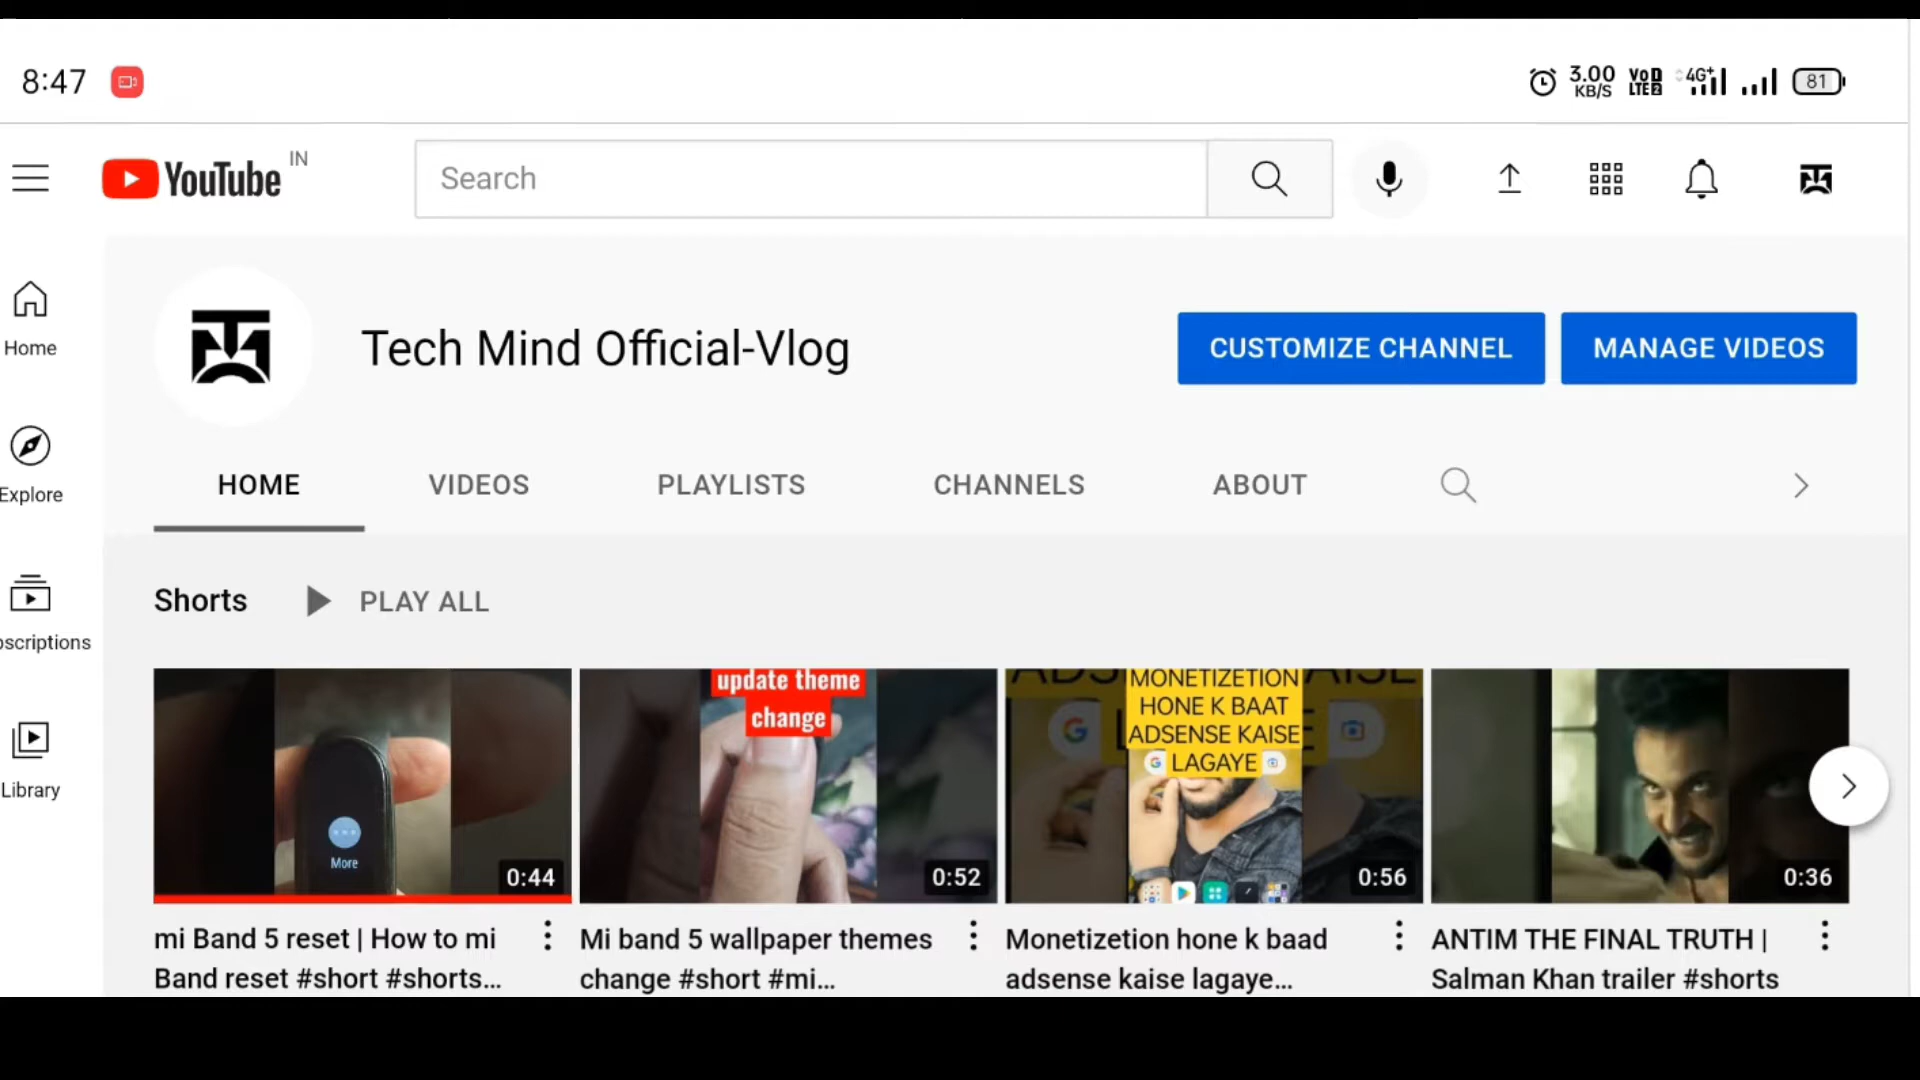 8:47
3.00
KB/S
VoD
LTE2
4G+
81
YouTube IN
Search
Home
Explore
bscriptions
Library
Tech Mind Official-Vlog
CUSTOMIZE CHANNEL
MANAGE VIDEOS
HOME
VIDEOS
PLAYLISTS
CHANNELS
ABOUT
Shorts
PLAY ALL
More
0:44
update theme
change
0:52
MONETIZETION
HONE K BAAT
ADSENSE KAISE
LAGAYE
0:56
0:36
mi Band 5 reset | How to mi
Band reset #short #shorts...
Mi band 5 wallpaper themes
change #short #mi...
Monetizetion hone k baad
adsense kaise lagaye...
ANTIM THE FINAL TRUTH |
Salman Khan trailer #shorts